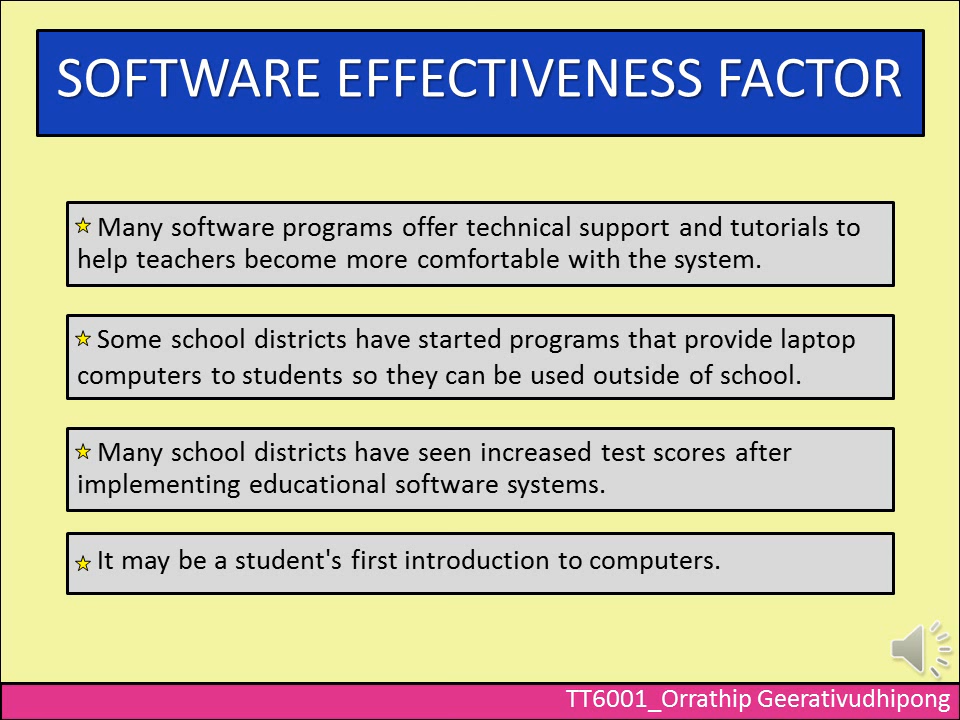 SOFTWARE EFFECTIVENESS FACTOR
Many software programs offer technical support and tutorials to
help teachers become more comfortable with the system.
Some school districts have started programs that provide laptop
computers to students so they can be used outside of school.
Many school districts have seen increased test scores after
implementing educational software systems.
It may be a student's first introduction to computers.
TT6001_Orrathip Geerativudhipong